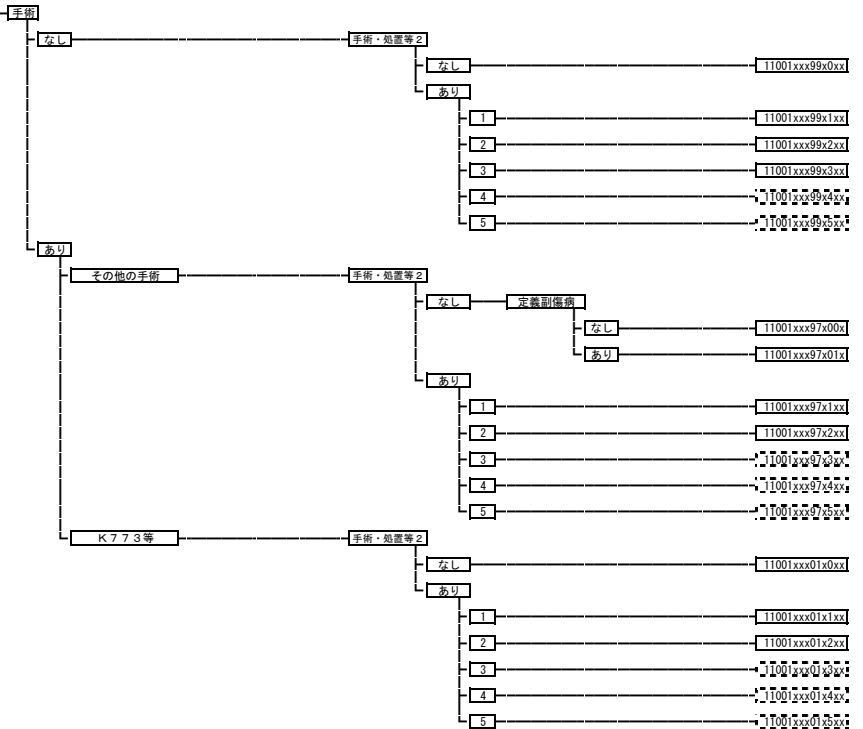 手術
なし 手術・処置等２
なし 11001xxx99x0xx
あり
1 11001xxx99x1xx
2 11001xxx99x2xx
3 11001xxx99x3xx
4 11001xxx99x4xx
5 11001xxx99x5xx
あり
その他の手術 手術・処置等２
なし 定義副傷病
なし 11001xxx97x00x
あり 11001xxx97x01x
あり
1 11001xxx97x1xx
2 11001xxx97x2xx
3 11001xxx97x3xx
4 11001xxx97x4xx
5 11001xxx97x5xx
Ｋ７７３等 手術・処置等２
なし 11001xxx01x0xx
あり
1 11001xxx01x1xx
2 11001xxx01x2xx
3 11001xxx01x3xx
4 11001xxx01x4xx
5 11001xxx01x5xx